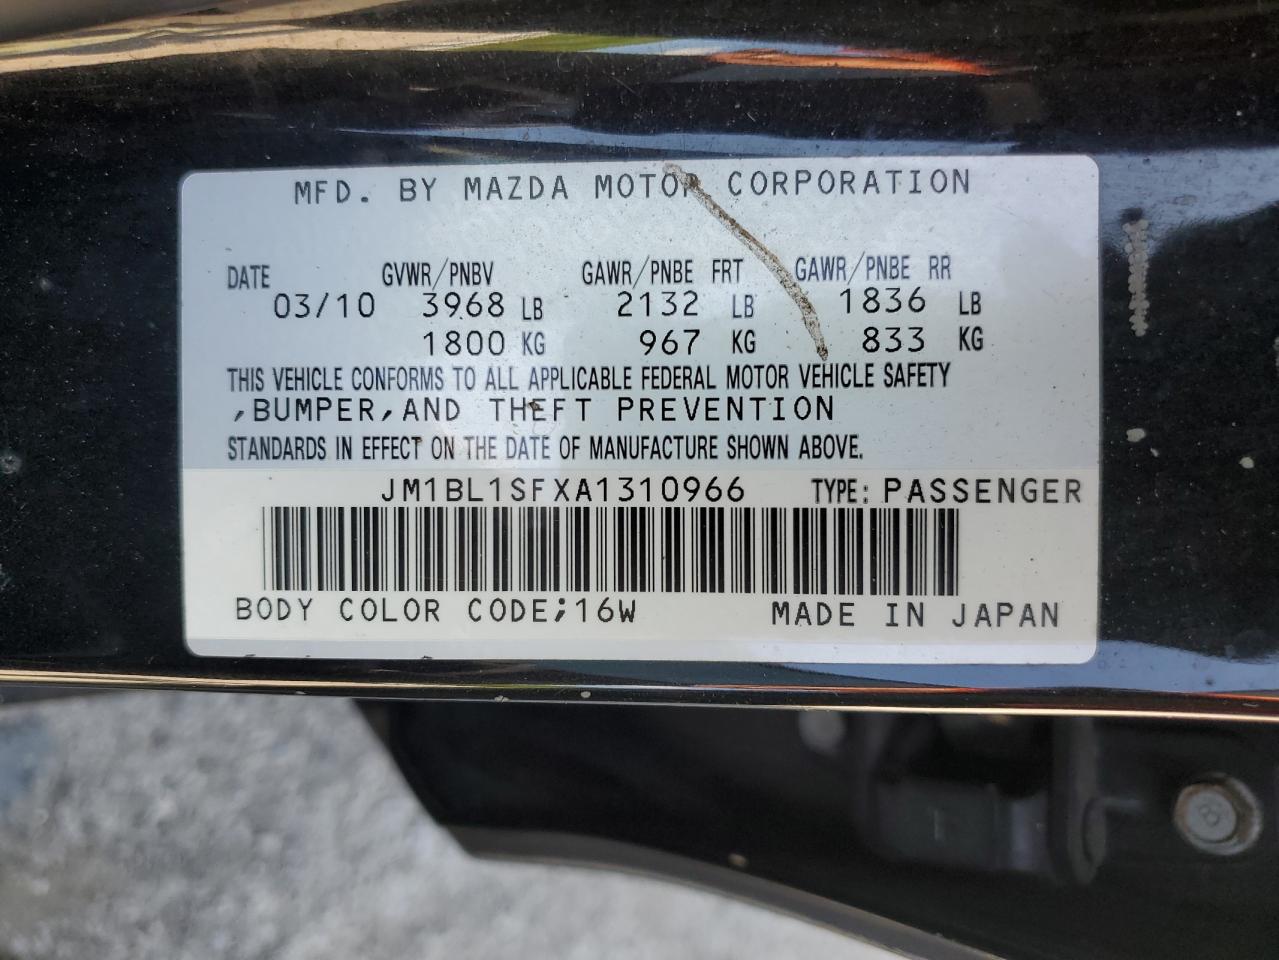 MFD. BY MAZDA MOTOR CORPORATION
DATE GVWR/PNBV GAWR/PNBE FRT GAWR/PNBE RR
03/10 3968 LB 2132 LB 1836 LB
1800 KG 967 KG 833 KG
THIS VEHICLE CONFORMS TO ALL APPLICABLE FEDERAL MOTOR VEHICLE SAFETY
,BUMPER,AND THEFT PREVENTION
STANDARDS IN EFFECT ON THE DATE OF MANUFACTURE SHOWN ABOVE.
JM1BL1SFXA1310966 TYPE: PASSENGER
BODY COLOR CODE;16W MADE IN JAPAN
8